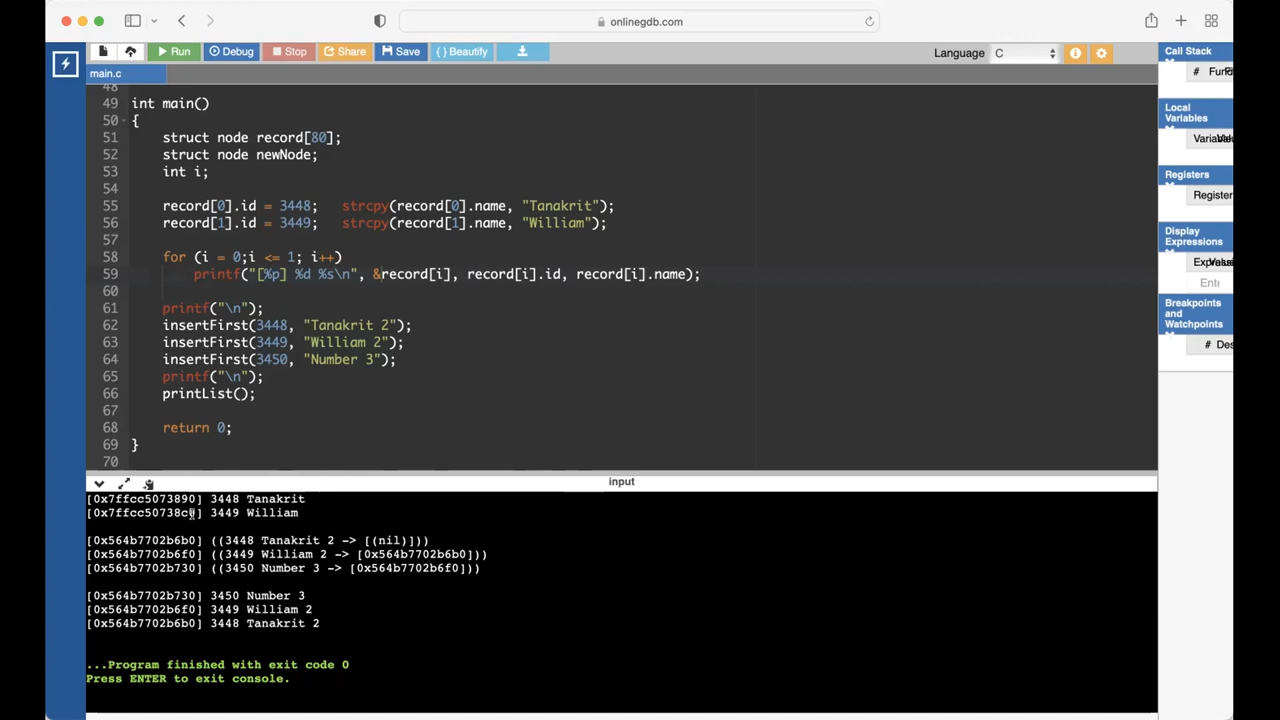 onlinegdb.com
Run Debug Stop Share Save { } Beautify Language C
Call Stack
main.c
# Fun
48
49 int main()
50 {
51 struct node record[80];
52 struct node newNode;
53 int i;
54
55 record[0].id = 3448; strcpy(record[0].name, "Tanakrit");
56 record[1].id = 3449; strcpy(record[1].name, "William");
57
58 for (i = 0;i <= 1; i++)
59 printf("[%p] %d %s\n", &record[i], record[i].id, record[i].name);
60
61 printf("\n");
62 insertFirst(3448, "Tanakrit 2");
63 insertFirst(3449, "William 2");
64 insertFirst(3450, "Number 3");
65 printf("\n");
66 printList();
67
68 return 0;
69 }
70
Local Variables
Registers
Register
Display Expressions
Ente
Breakpoints and Watchpoints
# Des
input
[0x7ffcc5073890] 3448 Tanakrit
[0x7ffcc50738c0] 3449 William
[0x564b7702b6b0] ((3448 Tanakrit 2 -> [(nil)]))
[0x564b7702b6f0] ((3449 William 2 -> [0x564b7702b6b0]))
[0x564b7702b730] ((3450 Number 3 -> [0x564b7702b6f0]))
[0x564b7702b730] 3450 Number 3
[0x564b7702b6f0] 3449 William 2
[0x564b7702b6b0] 3448 Tanakrit 2
...Program finished with exit code 0
Press ENTER to exit console.